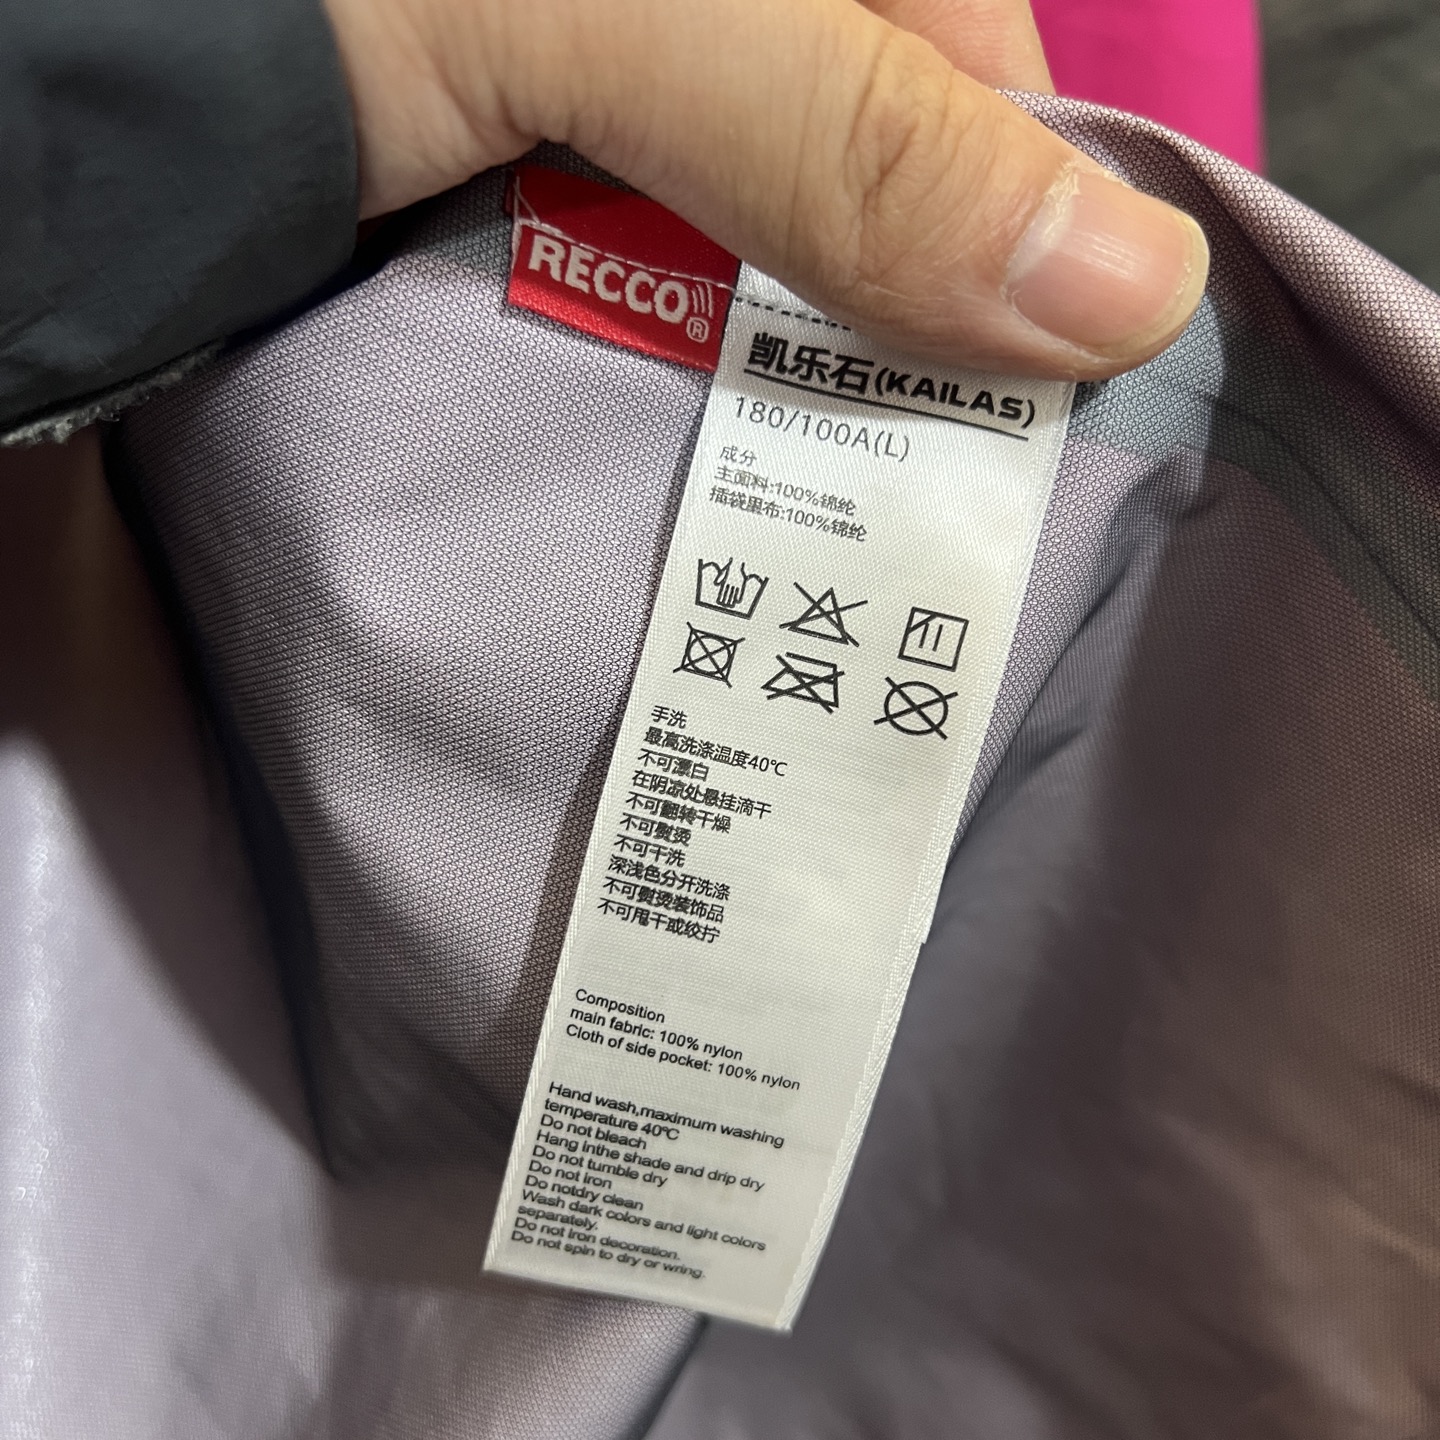 RECCO®
凯乐石(KAILAS)
180/100A(L)
成分
主面料:100%锦纶
插袋里布:100%锦纶
手洗
最高洗涤温度40℃
不可漂白
在阴凉处悬挂滴干
不可翻转干燥
不可熨烫
不可干洗
深浅色分开洗涤
不可熨烫装饰品
不可甩干或绞拧
Composition
main fabric: 100% nylon
Cloth of side pocket: 100% nylon
Hand wash,maximum washing
temperature 40℃
Do not bleach
Hang inthe shade and drip dry
Do not tumble dry
Do not iron
Do notdry clean
Wash dark colors and light colors
separately.
Do not iron decoration.
Do not spin to dry or wring.